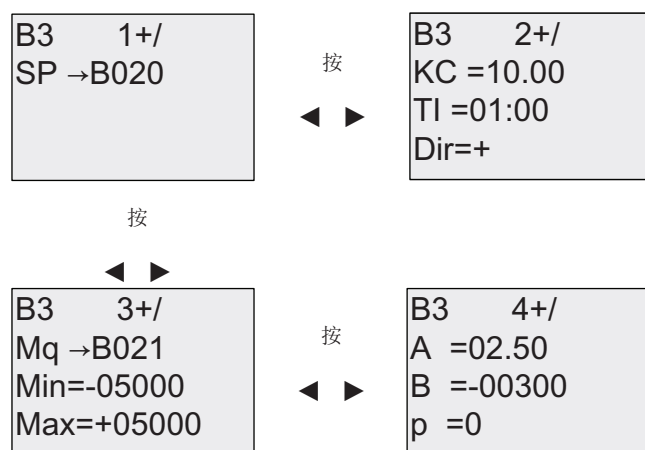 B3 1+/
SP →B020
按
◀ ▶
B3 2+/
KC =10.00
TI =01:00
Dir=+
按
◀ ▶
B3 3+/
Mq →B021
Min=-05000
Max=+05000
按
◀ ▶
B3 4+/
A =02.50
B =-00300
p =0